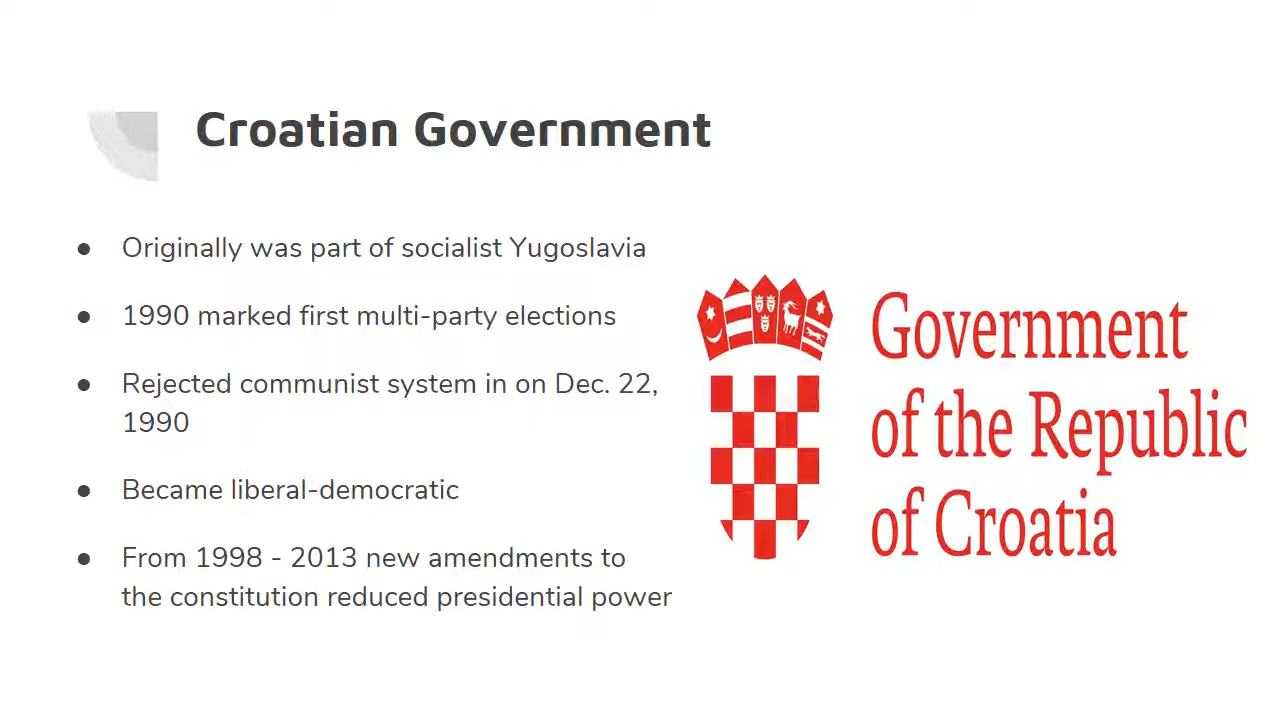 Croatian Government
● Originally was part of socialist Yugoslavia
● 1990 marked first multi-party elections
● Rejected communist system in on Dec. 22,
1990
● Became liberal-democratic
● From 1998 - 2013 new amendments to
the constitution reduced presidential power
Government
of the Republic
of Croatia